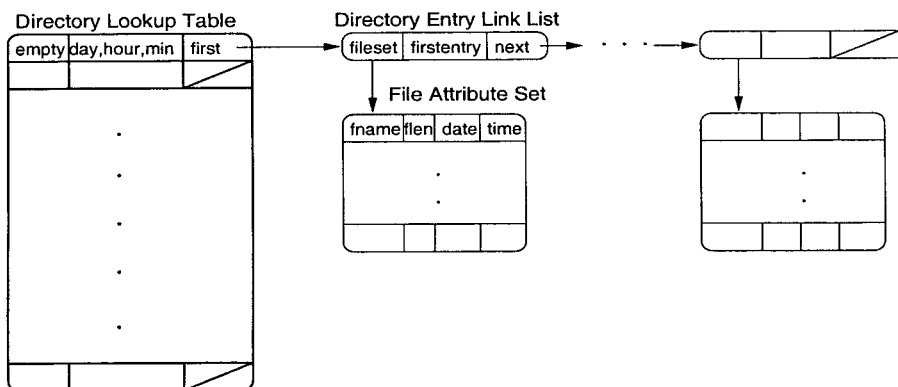 Directory Lookup Table
empty day,hour,min first
Directory Entry Link List
fileset firstentry next
File Attribute Set
fname flen date time